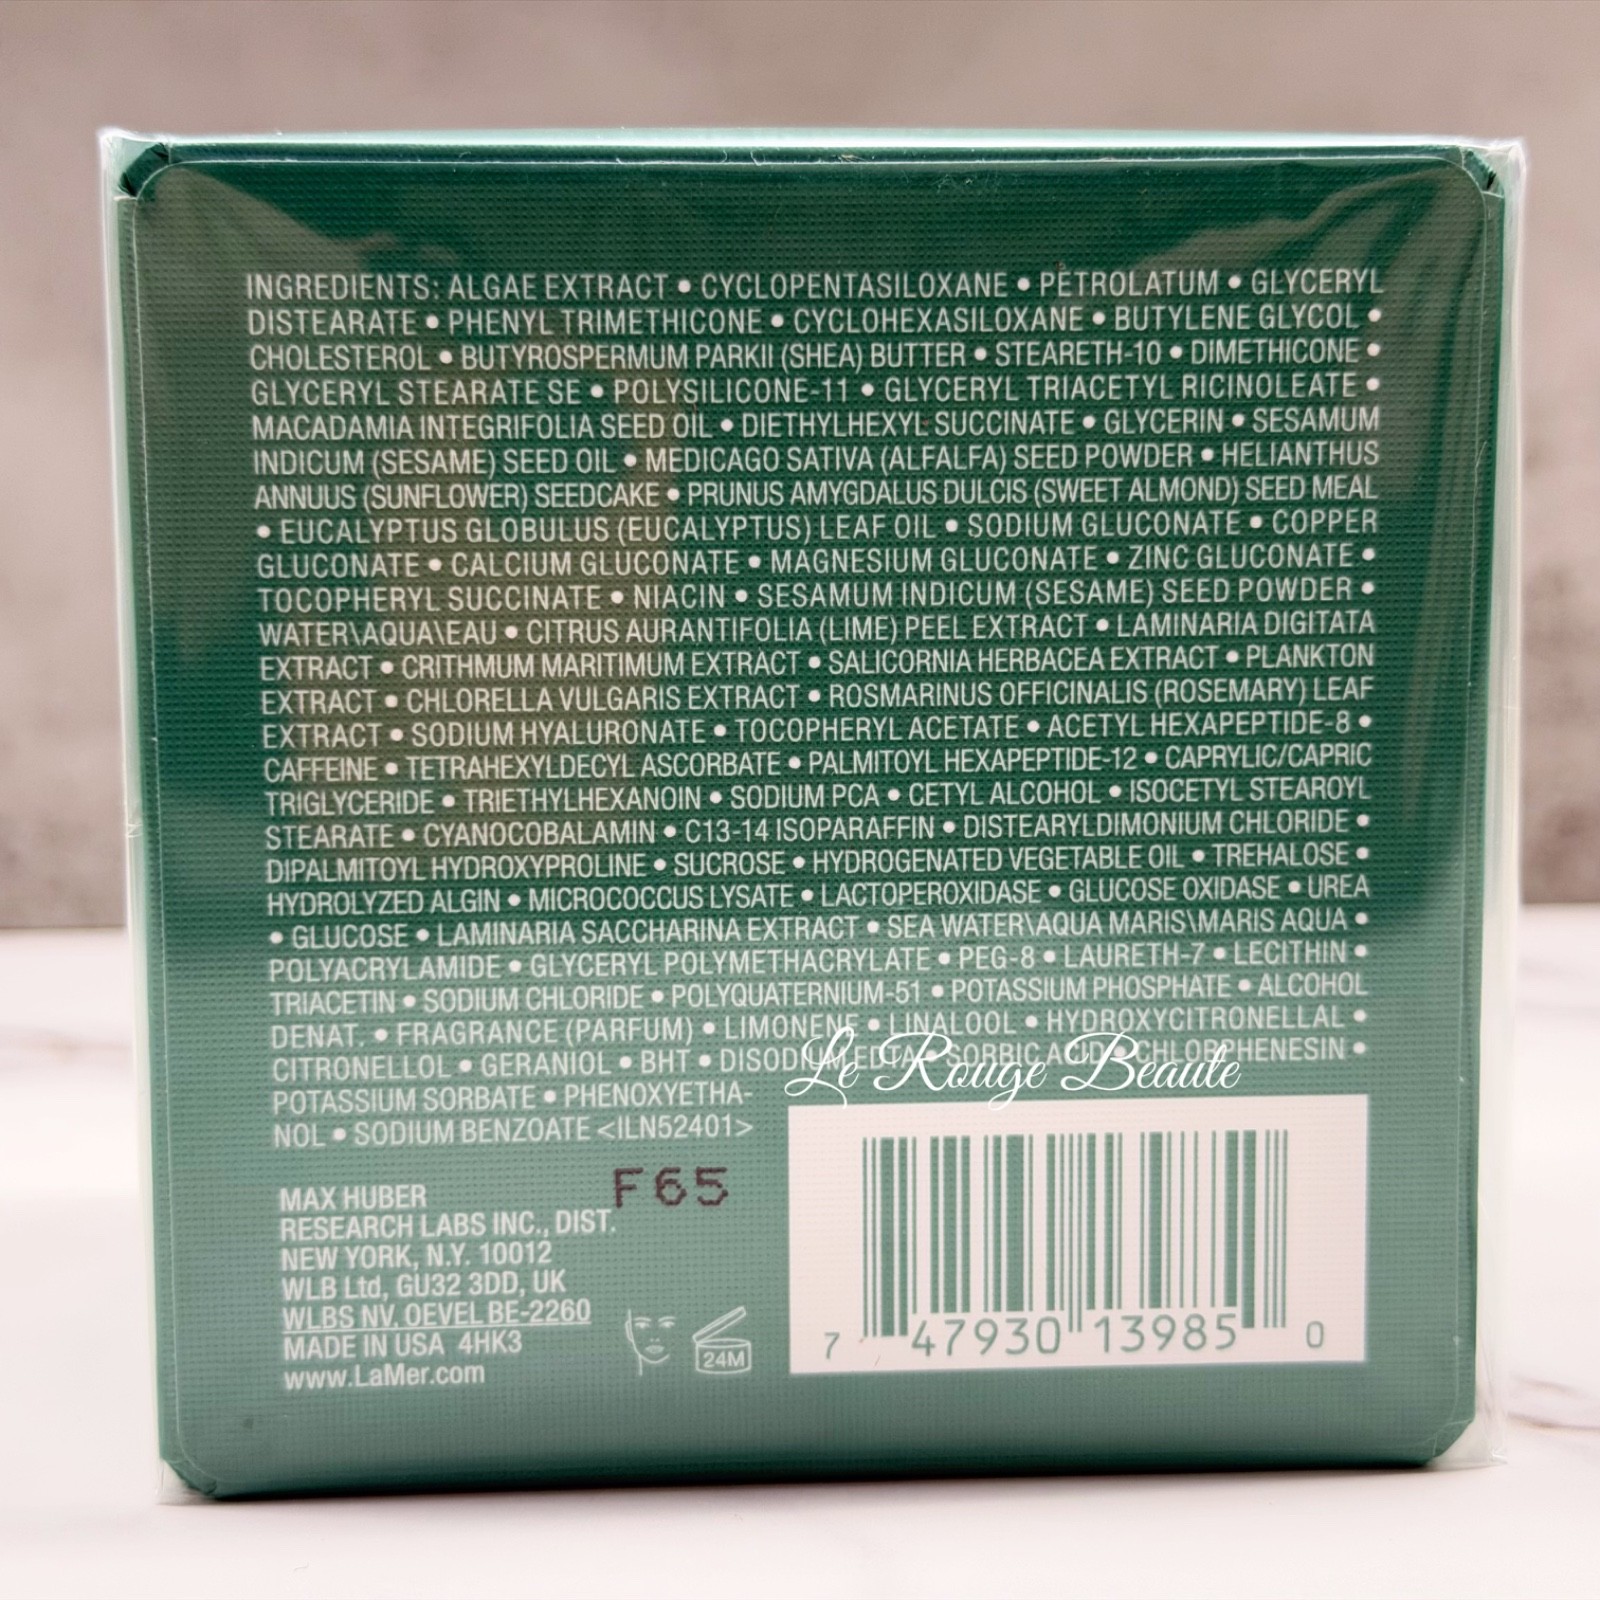 INGREDIENTS: ALGAE EXTRACT • CYCLOPENTASILOXANE • PETROLATUM • GLYCERYL
DISTEARATE • PHENYL TRIMETHICONE • CYCLOHEXASILOXANE • BUTYLENE GLYCOL •
CHOLESTEROL • BUTYROSPERMUM PARKII (SHEA) BUTTER • STEARETH-10 • DIMETHICONE •
GLYCERYL STEARATE SE • POLYSILICONE-11 • GLYCERYL TRIACETYL RICINOLEATE •
MACADAMIA INTEGRIFOLIA SEED OIL • DIETHYLHEXYL SUCCINATE • GLYCERIN • SESAMUM
INDICUM (SESAME) SEED OIL • MEDICAGO SATIVA (ALFALFA) SEED POWDER • HELIANTHUS
ANNUUS (SUNFLOWER) SEEDCAKE • PRUNUS AMYGDALUS DULCIS (SWEET ALMOND) SEED MEAL
• EUCALYPTUS GLOBULUS (EUCALYPTUS) LEAF OIL • SODIUM GLUCONATE • COPPER
GLUCONATE • CALCIUM GLUCONATE • MAGNESIUM GLUCONATE • ZINC GLUCONATE •
TOCOPHERYL SUCCINATE • NIACIN • SESAMUM INDICUM (SESAME) SEED POWDER •
WATER\AQUA\EAU • CITRUS AURANTIFOLIA (LIME) PEEL EXTRACT • LAMINARIA DIGITATA
EXTRACT • CRITHMUM MARITIMUM EXTRACT • SALICORNIA HERBACEA EXTRACT • PLANKTON
EXTRACT • CHLORELLA VULGARIS EXTRACT • ROSMARINUS OFFICINALIS (ROSEMARY) LEAF
EXTRACT • SODIUM HYALURONATE • TOCOPHERYL ACETATE • ACETYL HEXAPEPTIDE-8 •
CAFFEINE • TETRAHEXYLDECYL ASCORBATE • PALMITOYL HEXAPEPTIDE-12 • CAPRYLIC/CAPRIC
TRIGLYCERIDE • TRIETHYLHEXANOIN • SODIUM PCA • CETYL ALCOHOL • ISOCETYL STEAROYL
STEARATE • CYANOCOBALAMIN • C13-14 ISOPARAFFIN • DISTEARYLDIMONIUM CHLORIDE •
DIPALMITOYL HYDROXYPROLINE • SUCROSE • HYDROGENATED VEGETABLE OIL • TREHALOSE •
HYDROLYZED ALGIN • MICROCOCCUS LYSATE • LACTOPEROXIDASE • GLUCOSE OXIDASE • UREA
• GLUCOSE • LAMINARIA SACCHARINA EXTRACT • SEA WATER\AQUA MARIS\MARIS AQUA •
POLYACRYLAMIDE • GLYCERYL POLYMETHACRYLATE • PEG-8 • LAURETH-7 • LECITHIN •
TRIACETIN • SODIUM CHLORIDE • POLYQUATERNIUM-51 • POTASSIUM PHOSPHATE • ALCOHOL
DENAT. • FRAGRANCE (PARFUM) • LIMONENE • LINALOOL • HYDROXYCITRONELLAL •
CITRONELLOL • GERANIOL • BHT • DISODIUM EDTA • SORBIC ACID • CHLORPHENESIN •
Le Rouge Beaute
POTASSIUM SORBATE • PHENOXYETHA-
NOL • SODIUM BENZOATE <ILN52401>
F65
MAX HUBER
RESEARCH LABS INC., DIST.
NEW YORK, N.Y. 10012
WLB Ltd, GU32 3DD, UK
WLBS NV. OEVEL BE-2260
MADE IN USA 4HK3
www.LaMer.com
24M
7 47930 13985 0